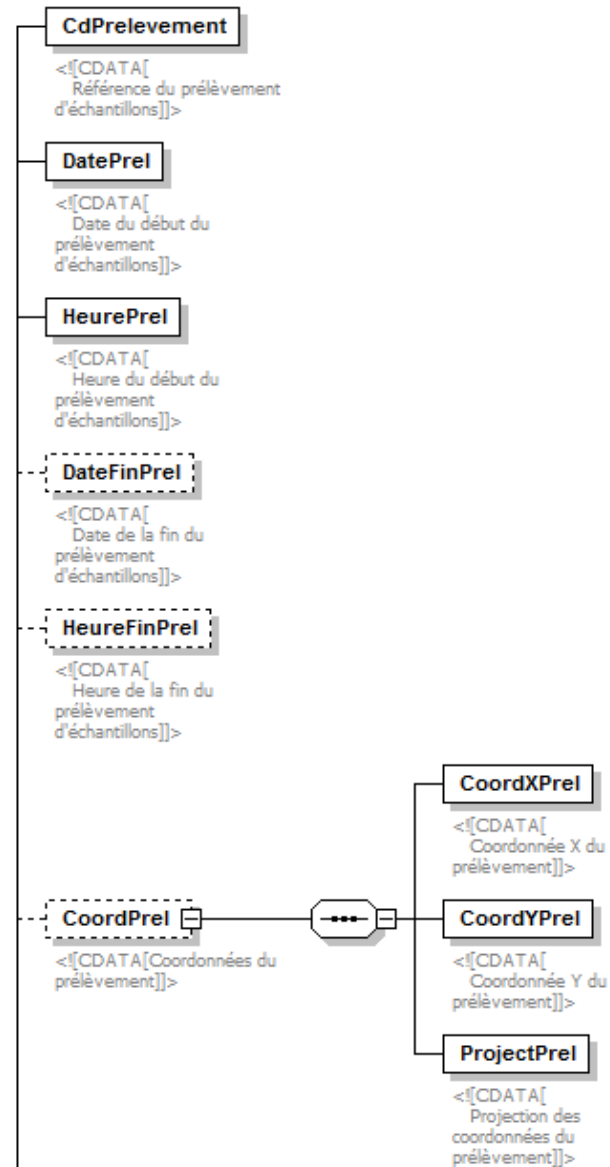 CdPrelevement
<![CDATA[
Référence du prélèvement
d'échantillons]]>
DatePrel
<![CDATA[
Date du début du
prélèvement
d'échantillons]]>
HeurePrel
<![CDATA[
Heure du début du
prélèvement
d'échantillons]]>
DateFinPrel
<![CDATA[
Date de la fin du
prélèvement
d'échantillons]]>
HeureFinPrel
<![CDATA[
Heure de la fin du
prélèvement
d'échantillons]]>
CoordPrel
<![CDATA[Coordonnées du
prélèvement]]>
CoordXPrel
<![CDATA[
Coordonnée X du
prélèvement]]>
CoordYPrel
<![CDATA[
Coordonnée Y du
prélèvement]]>
ProjectPrel
<![CDATA[
Projection des
coordonnées du
prélèvement]]>